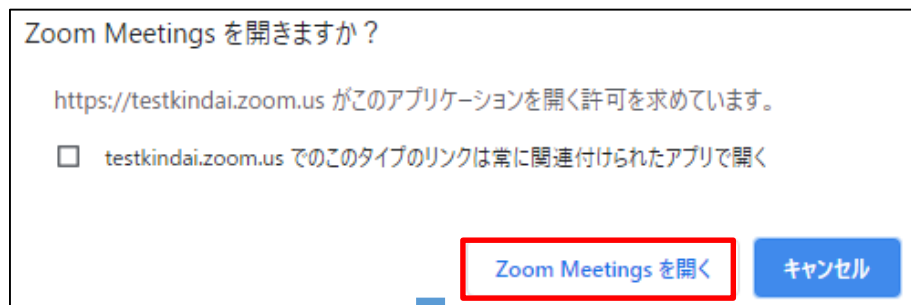 Zoom Meetings を開きますか？
https://testkindai.zoom.us がこのアプリケーションを開く許可を求めています。
testkindai.zoom.us でのこのタイプのリンクは常に関連付けられたアプリで開く
Zoom Meetings を開く キャンセル